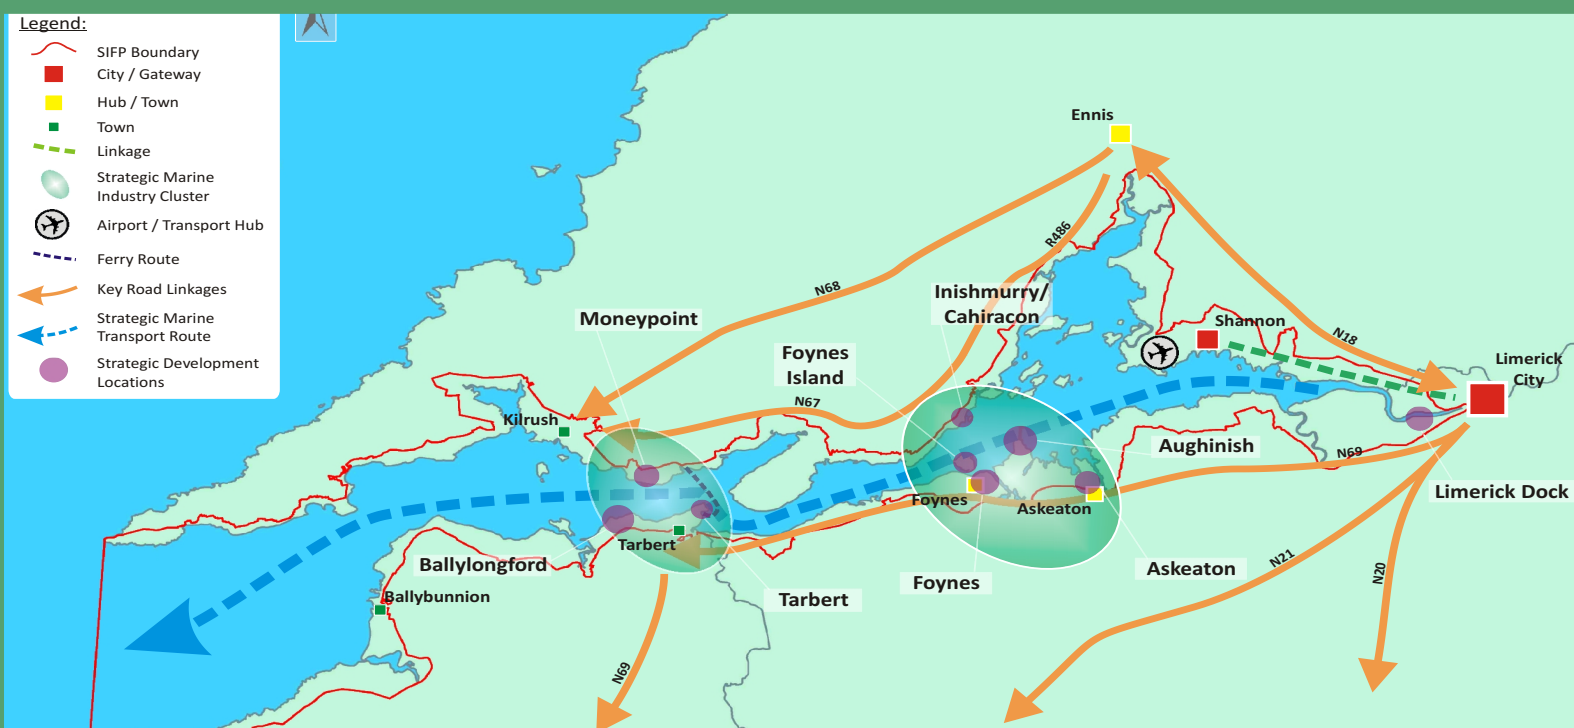 Legend:
SIFP Boundary
City / Gateway
Hub / Town
Town
Linkage
Strategic Marine
Industry Cluster
Airport / Transport Hub
Ferry Route
Key Road Linkages
Strategic Marine
Transport Route
Strategic Development
Locations
Ennis
R486
N68
Inishmurry/
Cahiracon
Moneypoint
Shannon
N18
Foynes
Island
Limerick
City
N67
Kilrush
Aughinish
N69
Limerick Dock
Foynes
Askeaton
Tarbert
Ballylongford
Askeaton
Foynes
N21
N20
Ballybunnion
Tarbert
N69